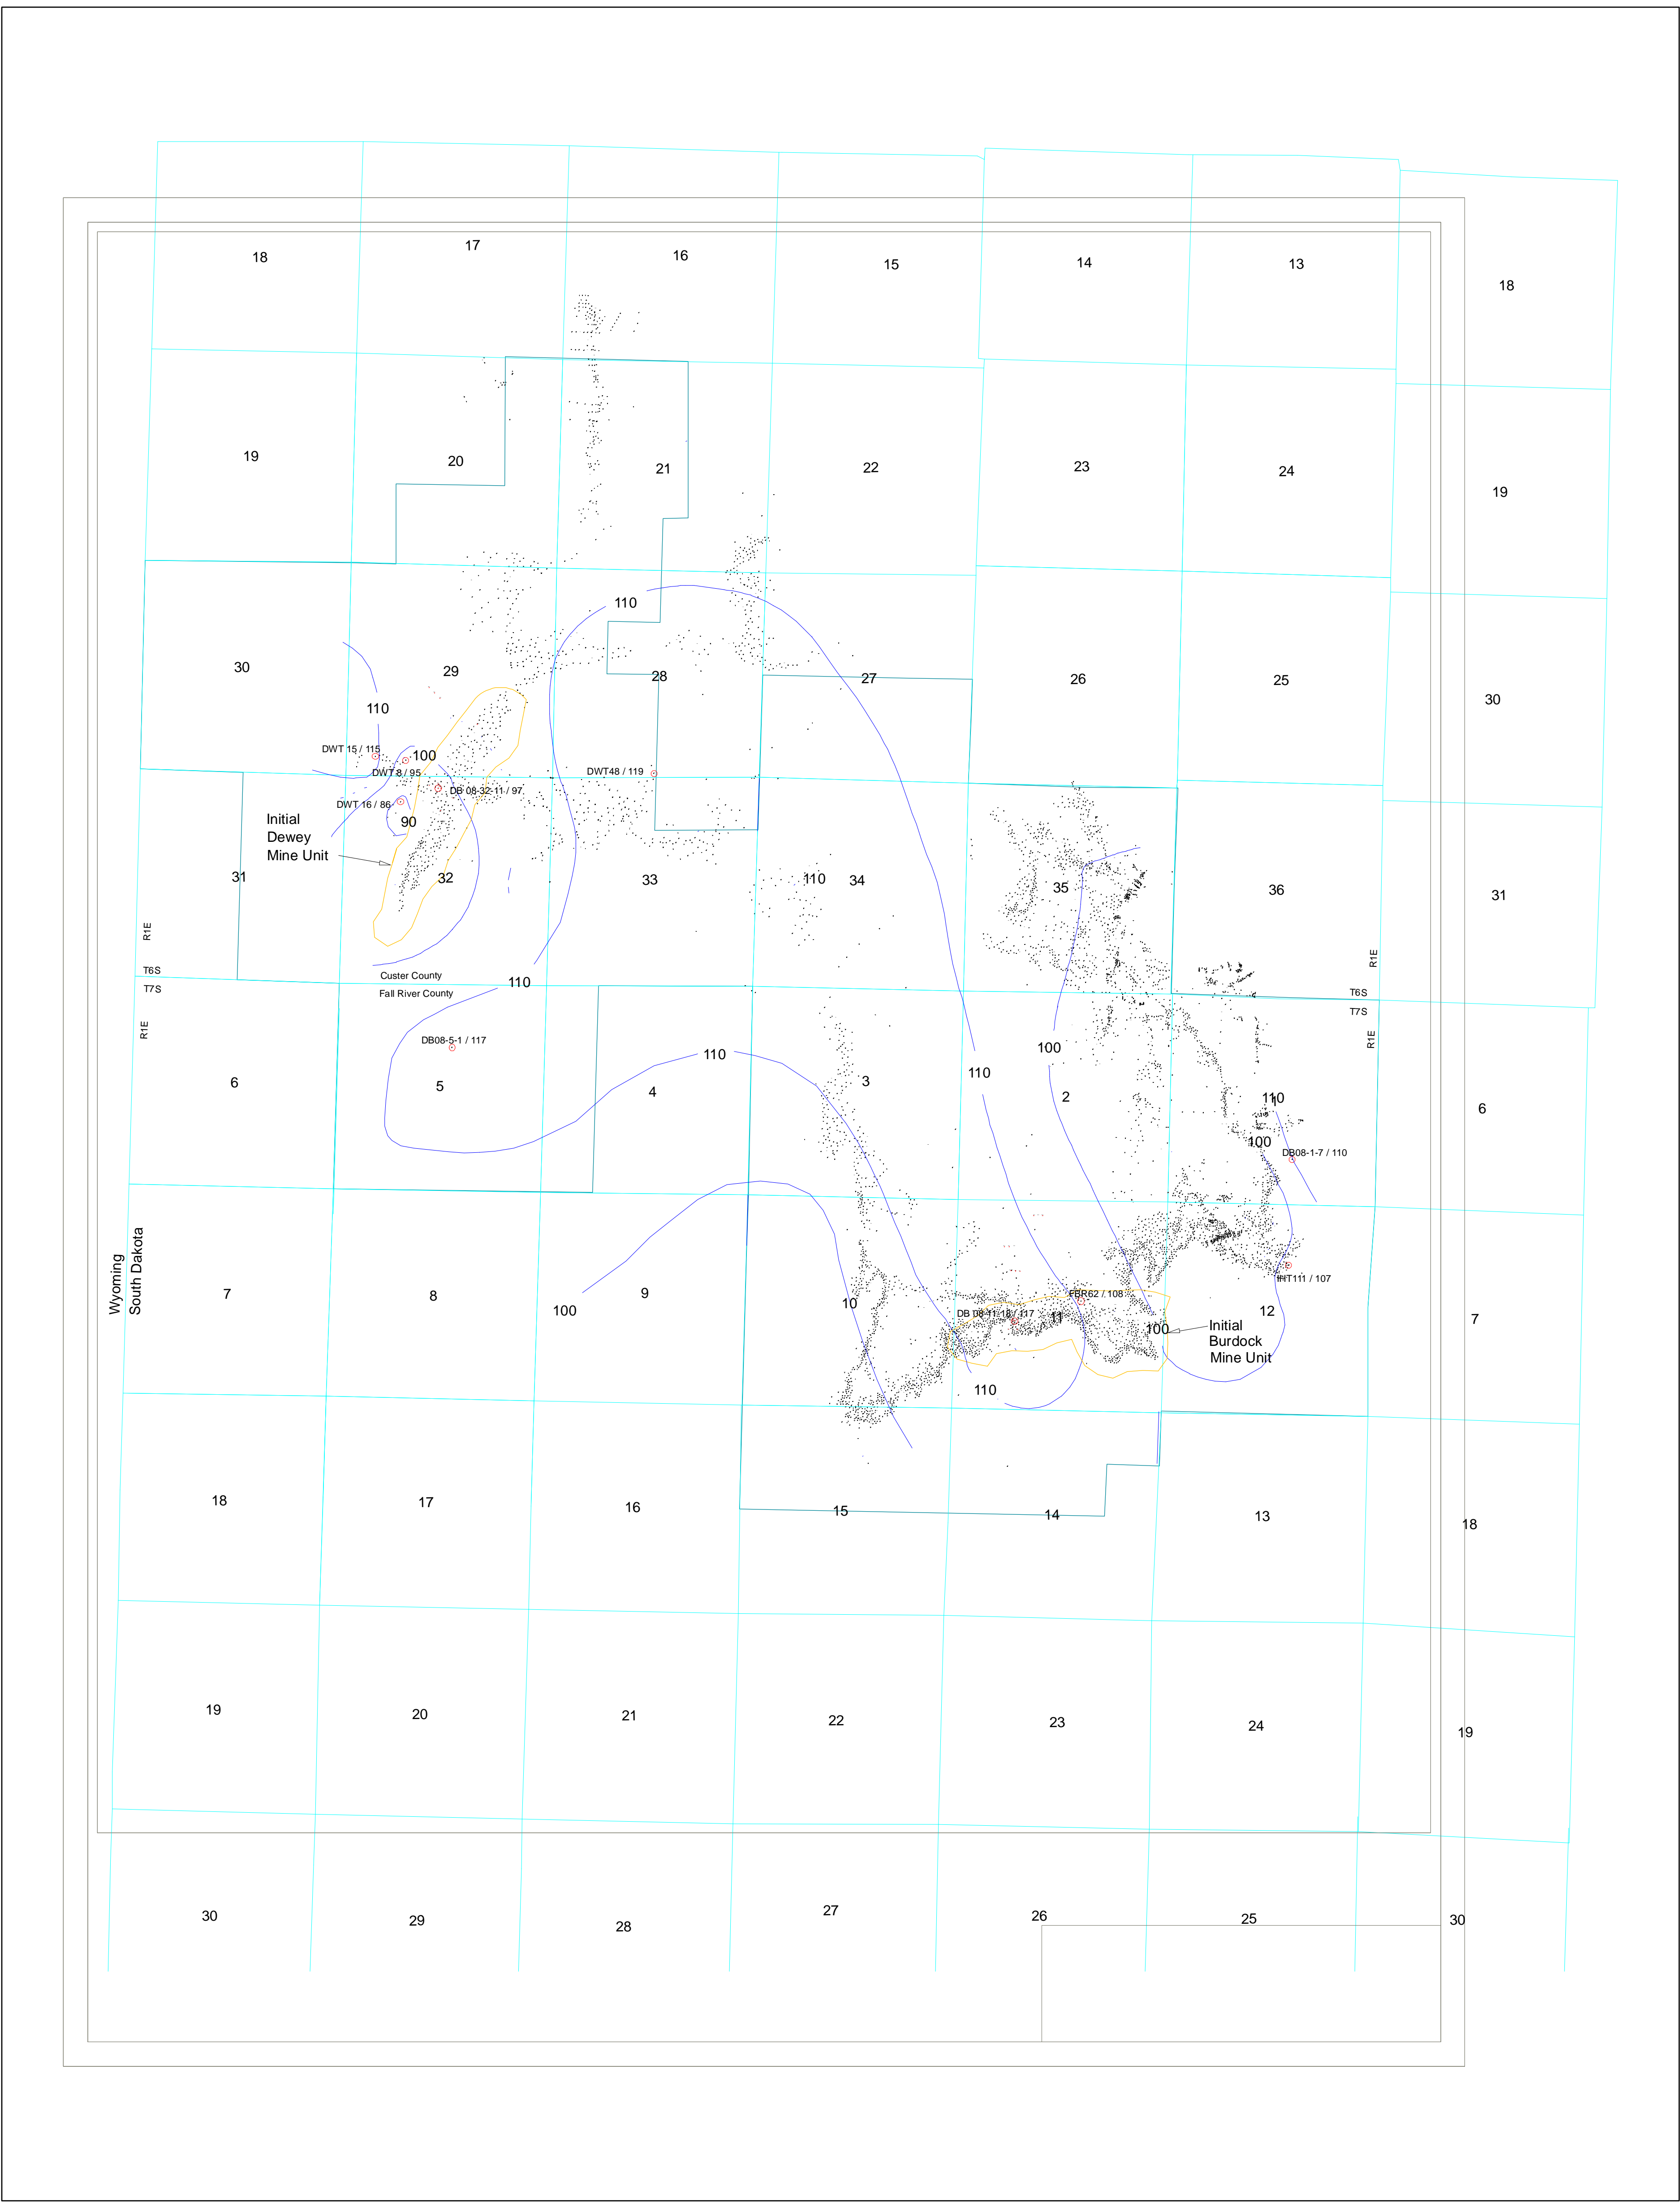 17
18
16
15
14
13
18
19
20
21
22
23
24
19
110
30
29
28
27
26
25
30
110
DWT 15 / 115
100
DWT 8 / 95
DWT48 / 119
DB 08-32-11 / 97
DWT 16 / 86
90
Initial
Dewey
Mine Unit
31
32
33
110
34
35
36
31
R1E
R1E
T6S
T7S
Custer County
Fall River County
110
T6S
T7S
R1E
R1E
DB08-5-1 / 117
110
100
110
6
5
4
3
2
110
1
6
100
DB08-1-7 / 110
Wyoming
South Dakota
7
8
100
9
10
DB 08-11-18 / 117
FBR62 / 108
11
100
IHT111 / 107
12
Initial
Burdock
Mine Unit
7
110
18
17
16
15
14
13
18
19
20
21
22
23
24
19
30
29
28
27
26
25
30